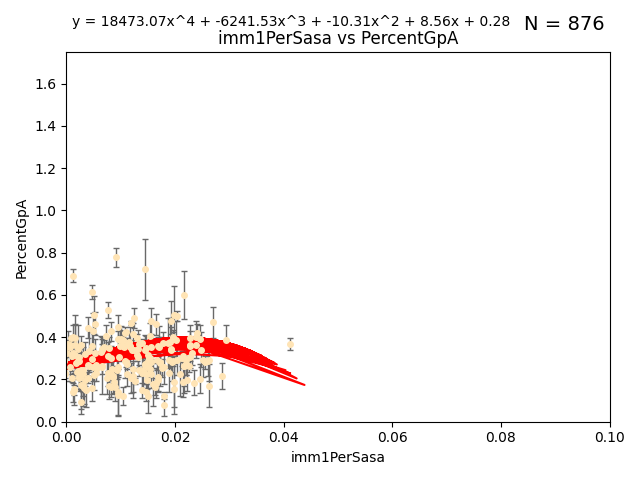 y = 18473.07x^4 + -6241.53x^3 + -10.31x^2 + 8.56x + 0.28
N = 876
imm1PerSasa vs PercentGpA
1.6
1.4
1.2
1.0
0.8
0.6
0.4
0.2
0.0
PercentGpA
0.00 0.02 0.04 0.06 0.08 0.10
imm1PerSasa